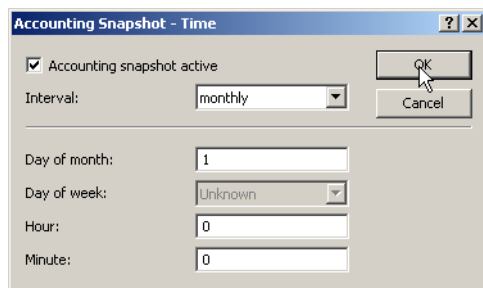 Accounting Snapshot - Time
Accounting snapshot active
OK
Interval: monthly
Cancel
Day of month: 1
Day of week: Unknown
Hour: 0
Minute: 0